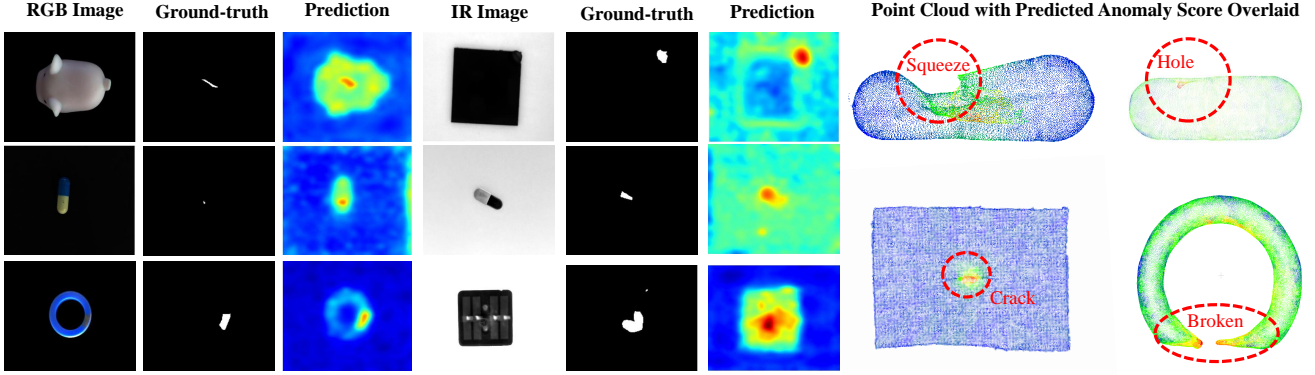 RGB Image Ground-truth Prediction IR Image Ground-truth Prediction Point Cloud with Predicted Anomaly Score Overlaid
Squeeze
Hole
Crack
Broken